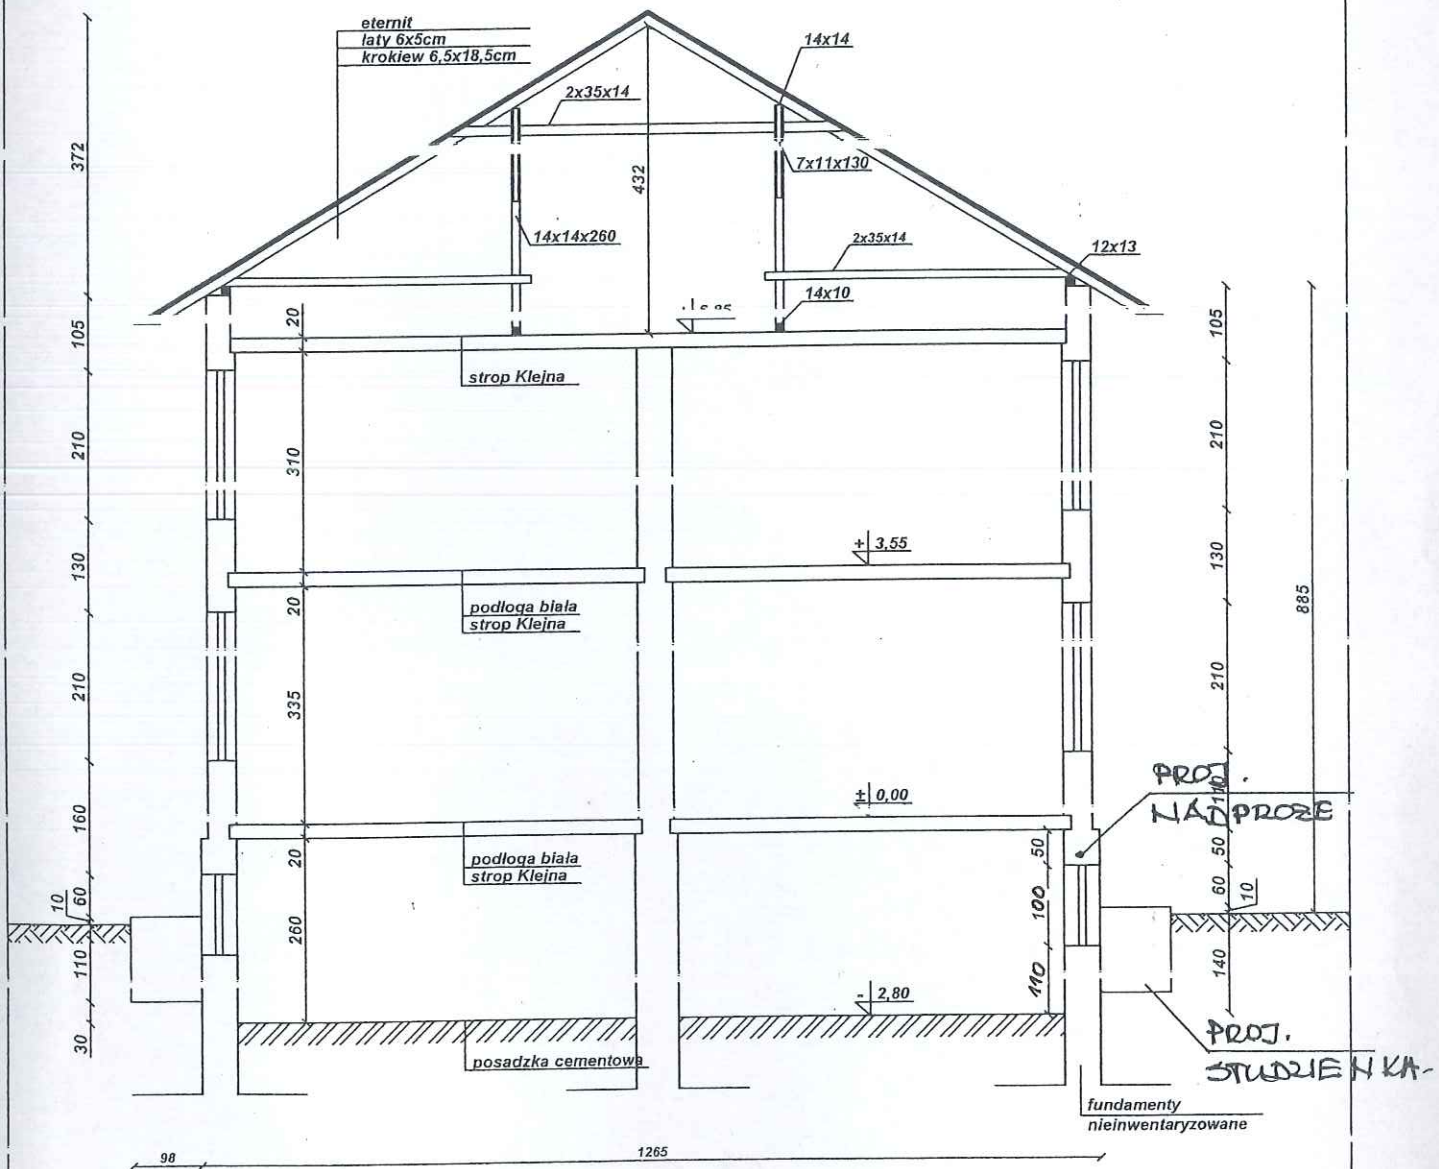 eternit
łaty 6x5cm
krokiew 6,5x18,5cm
14x14
2x35x14
372
432
7x11x130
14x14x260
2x35x14
12x13
14x10
20
105
105
strop Klejna
210
310
210
130
+ 3,55
130
20
podłoga biała
strop Klejna
885
210
335
210
PROJ.
NADPROŻE
160
± 0,00
20
podłoga biała
strop Klejna
50
50
10
60
100
60
10
260
110
110
140
- 2,80
30
posadzka cementowa
PROJ.
STUDZIENKA-
fundamenty
nieinwentaryzowane
98
1265